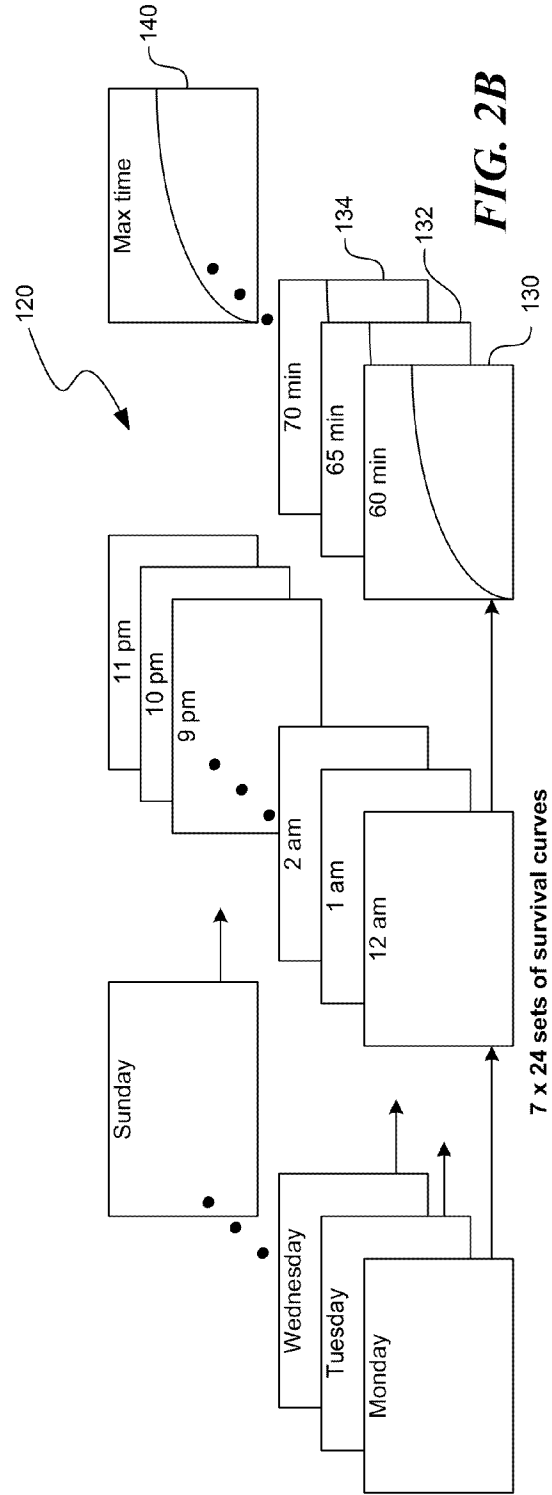 120
Sunday
11 pm
10 pm
9 pm
Max time
140
Wednesday
Tuesday
Monday
2 am
1 am
12 am
70 min
65 min
60 min
134
132
130
7 x 24 sets of survival curves
FIG. 2B